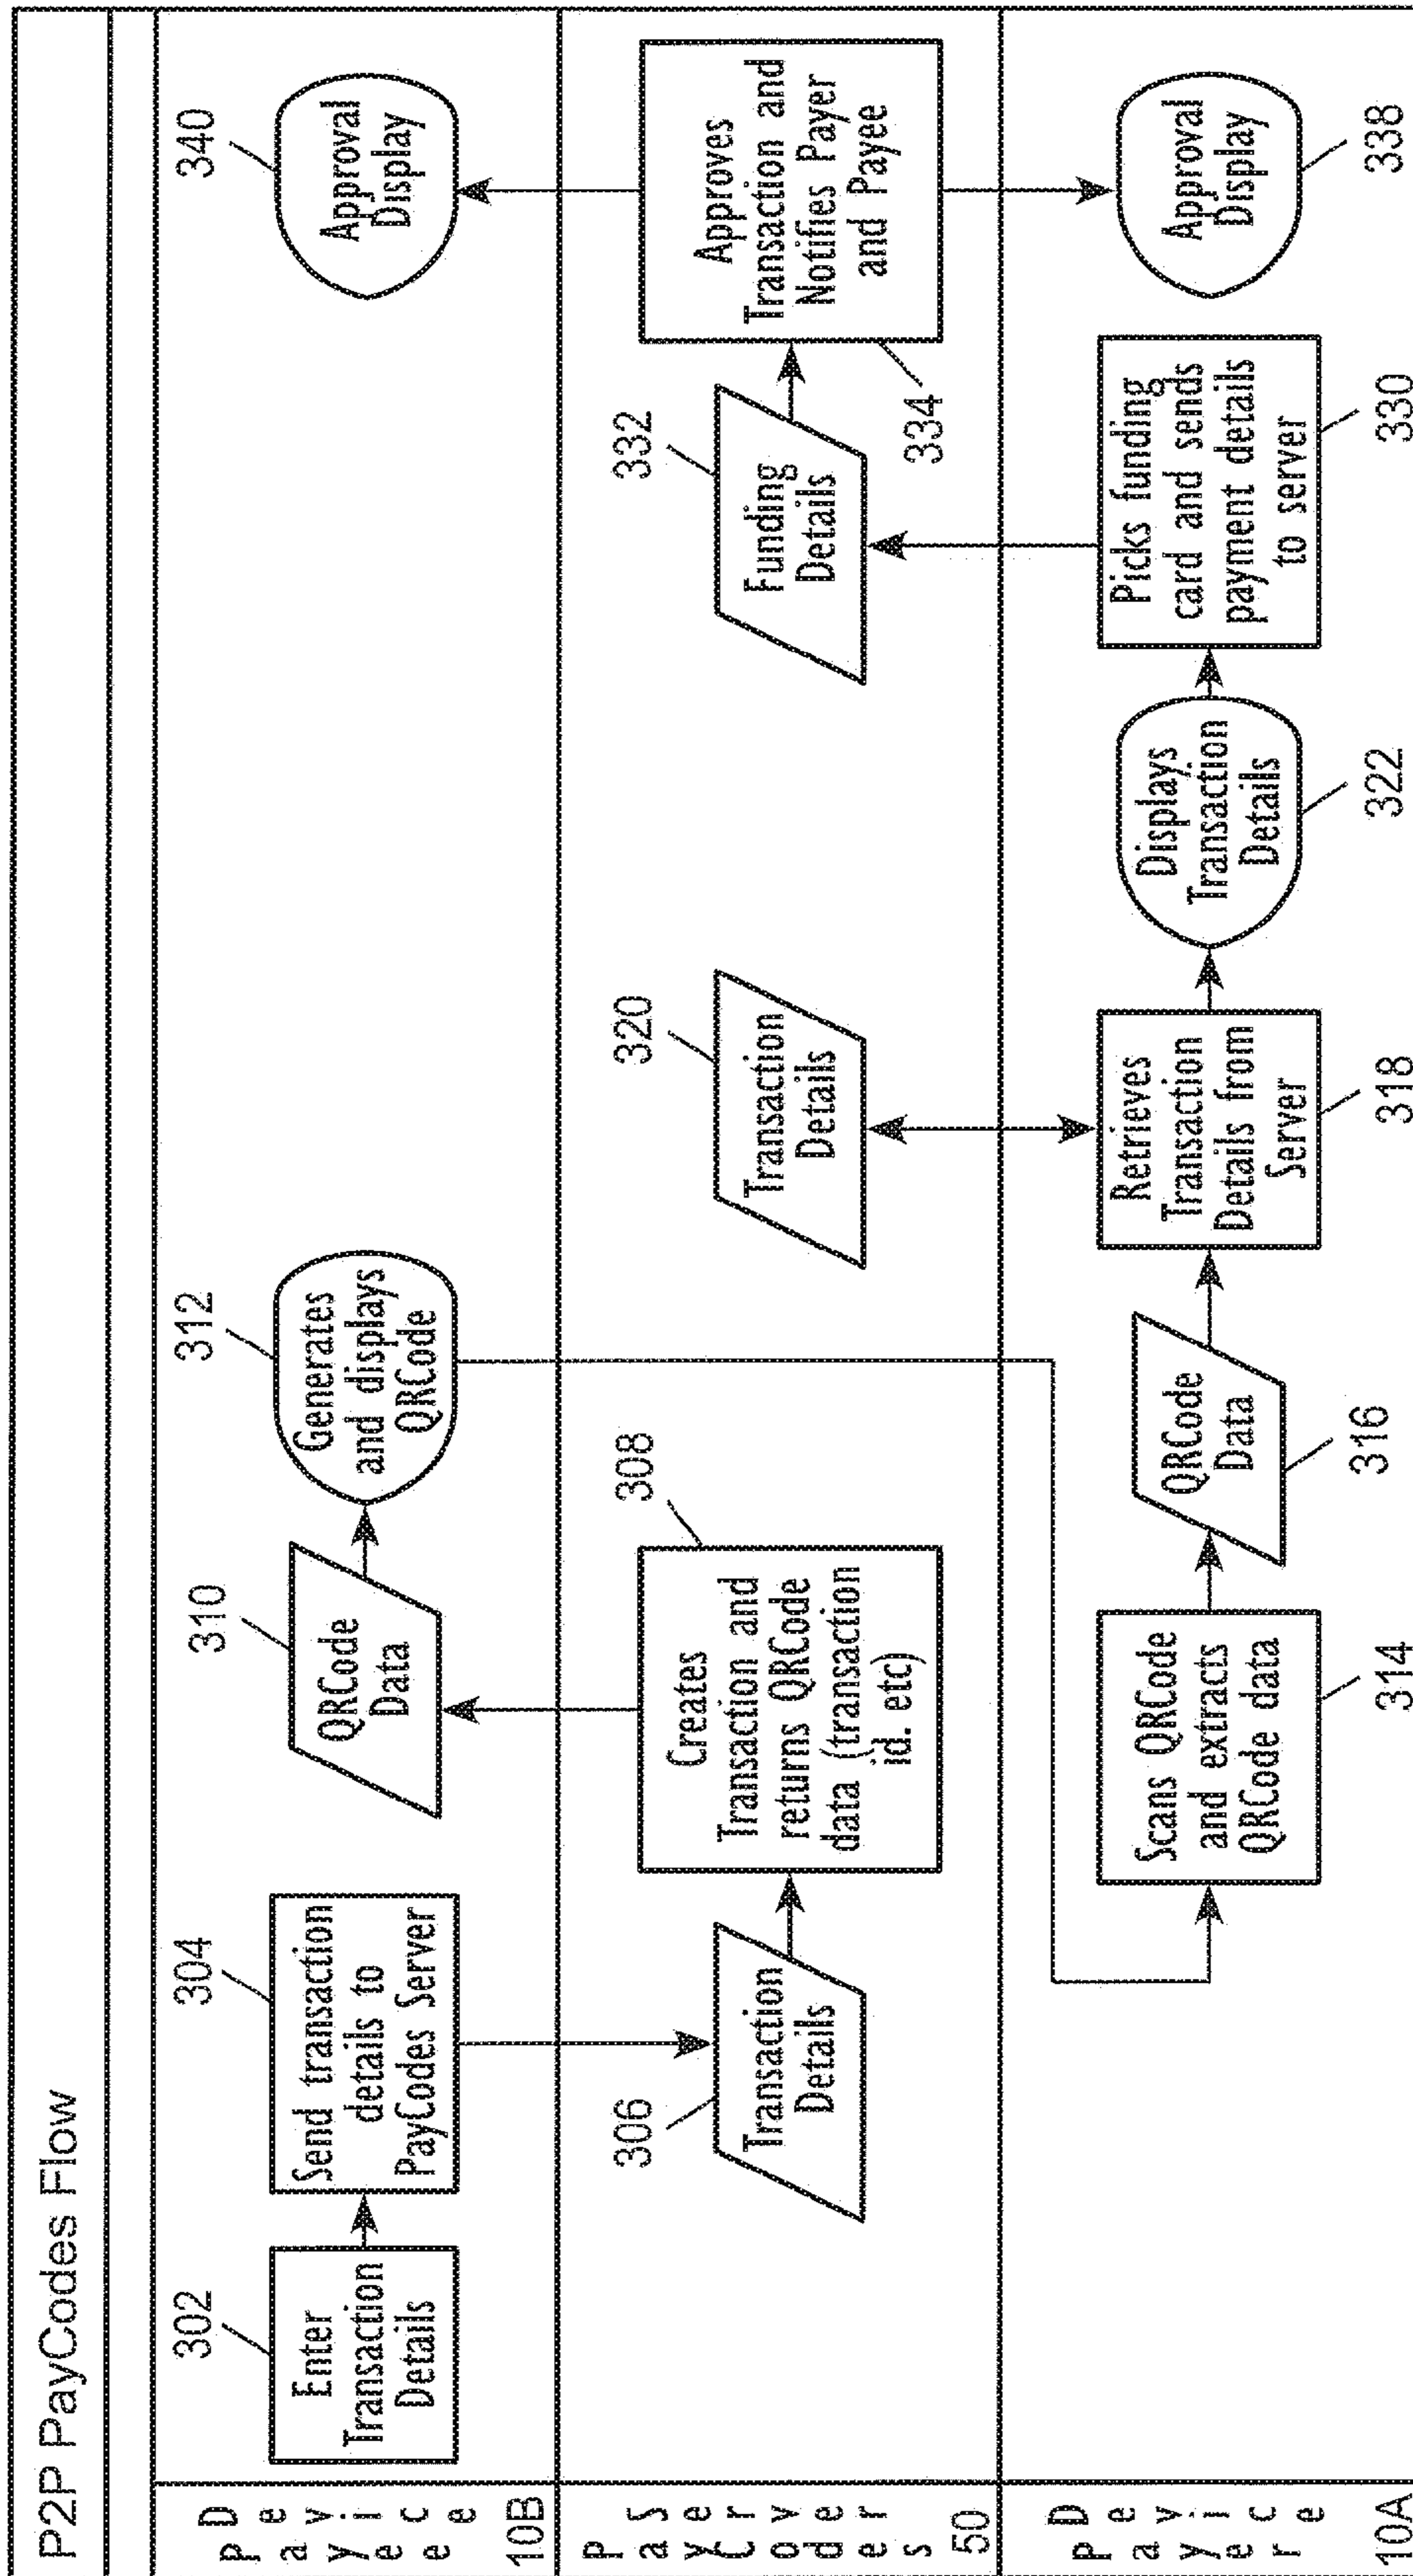 P2P PayCodes Flow
Payee
Device
10B
302
Enter
Transaction
Details
304
Send transaction
details to
PayCodes Server
310
QRCode
Data
312
Generates
and displays
QRCode
340
Approval
Display
PayCodes
Server
50
306
Transaction
Details
308
Creates
Transaction and
returns QRCode
data (transaction
id. etc)
320
Transaction
Details
332
Funding
Details
334
Approves
Transaction and
Notifies Payer
and Payee
Payer
Device
10A
314
Scans QRCode
and extracts
QRCode data
316
QRCode
Data
318
Retrieves
Transaction
Details from
Server
322
Displays
Transaction
Details
330
Picks funding
card and sends
payment details
to server
338
Approval
Display